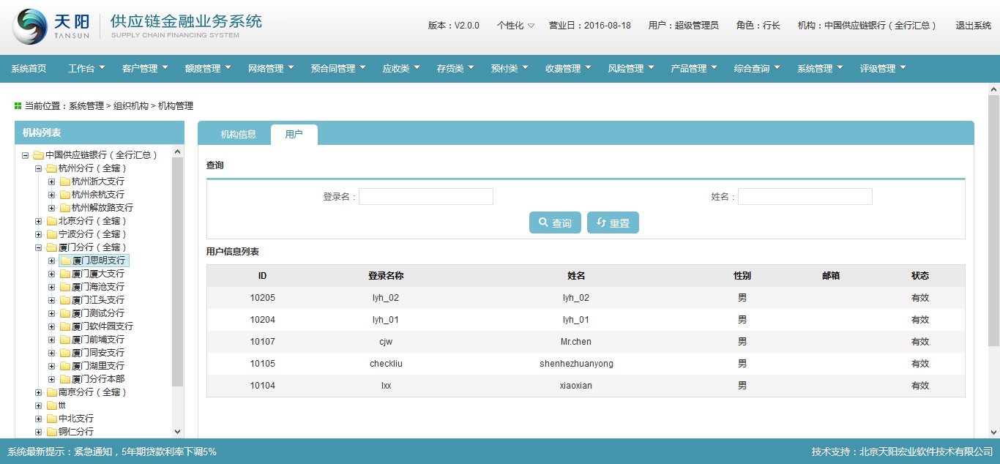 天阳
TANSUN
供应链金融业务系统
SUPPLY CHAIN FINANCING SYSTEM
版本：V2.0.0 个性化 营业日：2016-08-18 用户：超级管理员 角色：行长 机构：中国供应链银行（全行汇总） 退出系统
系统首页 工作台 客户管理 额度管理 网络管理 预合同管理 应收类 存货类 预付类 收费管理 风险管理 产品管理 综合查询 系统管理 评级管理
当前位置：系统管理 > 组织机构 > 机构管理
机构列表
中国供应链银行（全行汇总）
杭州分行（全辖）
杭州浙大支行
杭州余杭支行
杭州解放路支行
北京分行（全辖）
宁波分行（全辖）
厦门分行（全辖）
厦门思明支行
厦门厦大支行
厦门海沧支行
厦门江头支行
厦门测试分行
厦门软件园支行
厦门前埔支行
厦门同安支行
厦门湖里支行
厦门分行本部
南京分行（全辖）
ttt
中北支行
铜仁分行
机构信息 用户
查询
登录名： 姓名：
查询 重置
用户信息列表
ID 登录名称 姓名 性别 邮箱 状态
10205 lyh_02 lyh_02 男 有效
10204 lyh_01 lyh_01 男 有效
10107 cjw Mr.chen 男 有效
10105 checkliu shenhezhuanyong 男 有效
10104 lxx xiaoxian 男 有效
系统最新提示：紧急通知，5年期贷款利率下调5% 技术支持：北京天阳宏业软件技术有限公司